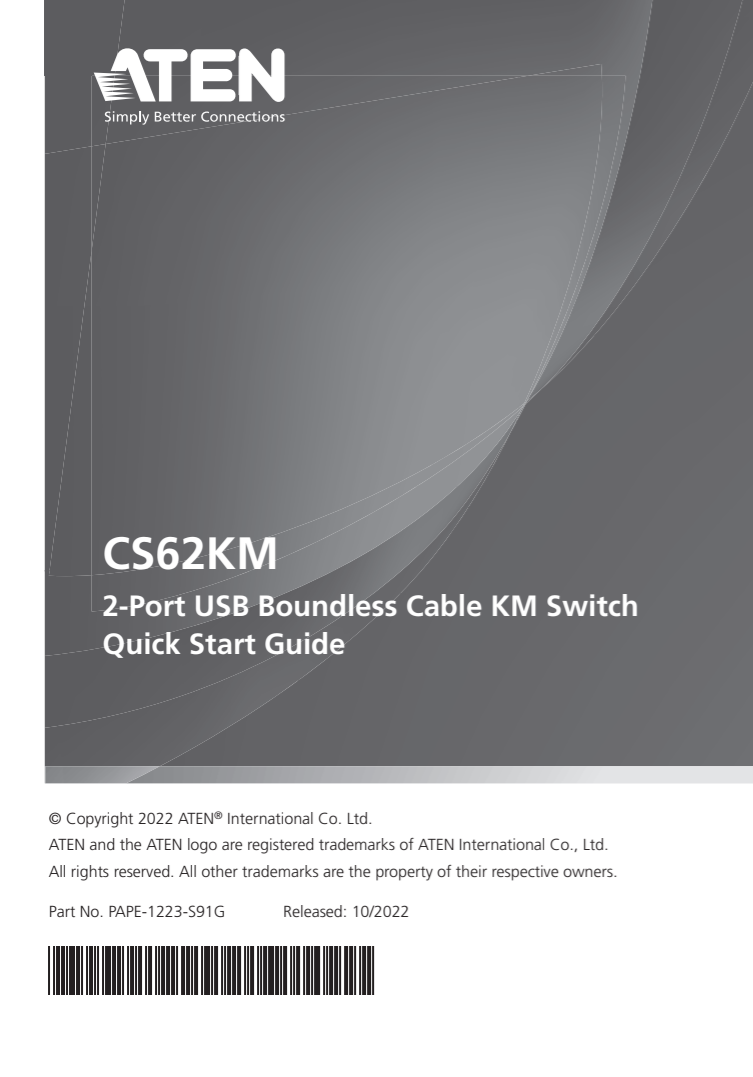 ATEN
Simply Better Connections
CS62KM
2-Port USB Boundless Cable KM Switch
Quick Start Guide
© Copyright 2022 ATEN® International Co. Ltd.
ATEN and the ATEN logo are registered trademarks of ATEN International Co., Ltd.
All rights reserved. All other trademarks are the property of their respective owners.
Part No. PAPE-1223-S91G Released: 10/2022